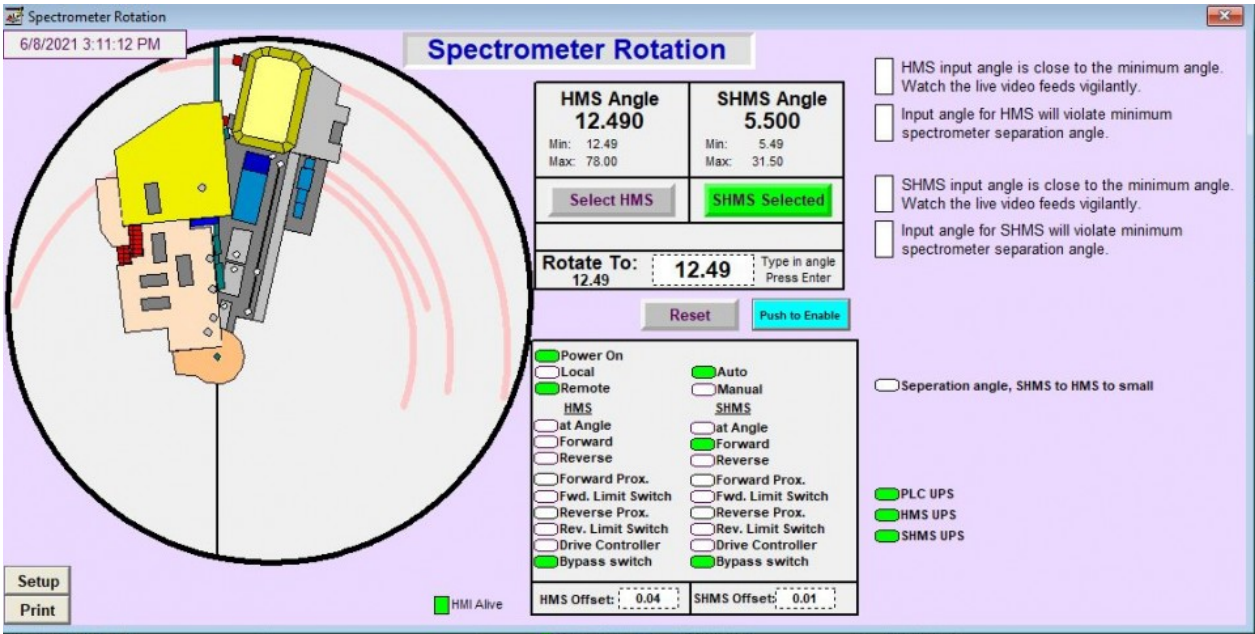 Spectrometer Rotation
6/8/2021 3:11:12 PM
Spectrometer Rotation
HMS Angle
12.490
Min: 12.49
Max: 78.00
SHMS Angle
5.500
Min: 5.49
Max: 31.50
Select HMS
SHMS Selected
Rotate To:
12.49
12.49
Type in angle
Press Enter
Reset
Push to Enable
HMS input angle is close to the minimum angle.
Watch the live video feeds vigilantly.
Input angle for HMS will violate minimum
spectrometer separation angle.
SHMS input angle is close to the minimum angle.
Watch the live video feeds vigilantly.
Input angle for SHMS will violate minimum
spectrometer separation angle.
Power On
Local
Remote
HMS
at Angle
Forward
Reverse
Forward Prox.
Fwd. Limit Switch
Reverse Prox.
Rev. Limit Switch
Drive Controller
Bypass switch
Auto
Manual
SHMS
at Angle
Forward
Reverse
Forward Prox.
Fwd. Limit Switch
Reverse Prox.
Rev. Limit Switch
Drive Controller
Bypass switch
Seperation angle, SHMS to HMS to small
PLC UPS
HMS UPS
SHMS UPS
HMS Offset: 0.04
SHMS Offset: 0.01
Setup
Print
HMI Alive